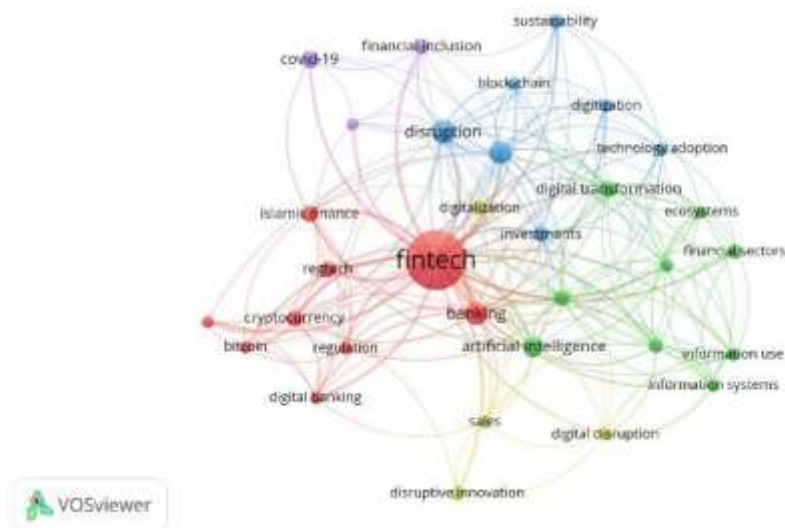 sustainability
financial inclusion
covid-19
blockchain
digitization
disruption
technology adoption
digital transformation
digitalization
ecosystems
islamic finance
investments
financial sectors
fintech
regtech
banking
cryptocurrency
bitcoin
regulation
artificial intelligence
information use
information systems
digital banking
sales
digital disruption
disruptive innovation
VOSviewer